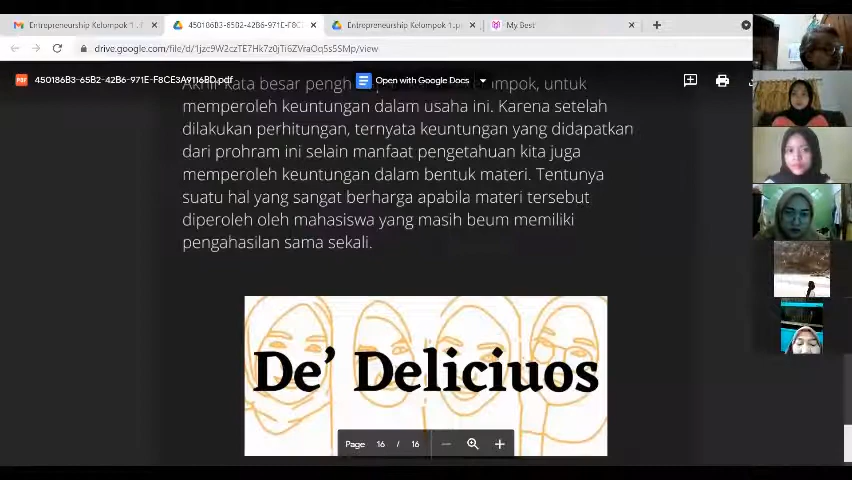 Entrepreneurship Kelompok 1
450186B3-65B2-42B6-971E-F8C
Entrepreneurship Kelompok 1.p
My Best
drive.google.com/file/d/1jzc9W2czTE7Hk7z0jTi6ZVraOq5s5SMp/view
450186B3-65B2-42B6-971E-F8CE3A9116BD.pdf
Open with Google Docs
Akhir kata besar pengh
memperoleh keuntungan dalam usaha ini. Karena setelah
dilakukan perhitungan, ternyata keuntungan yang didapatkan
dari prohram ini selain manfaat pengetahuan kita juga
memperoleh keuntungan dalam bentuk materi. Tentunya
suatu hal yang sangat berharga apabila materi tersebut
diperoleh oleh mahasiswa yang masih beum memiliki
pengahasilan sama sekali.
De’ Deliciuos
Page 16 / 16